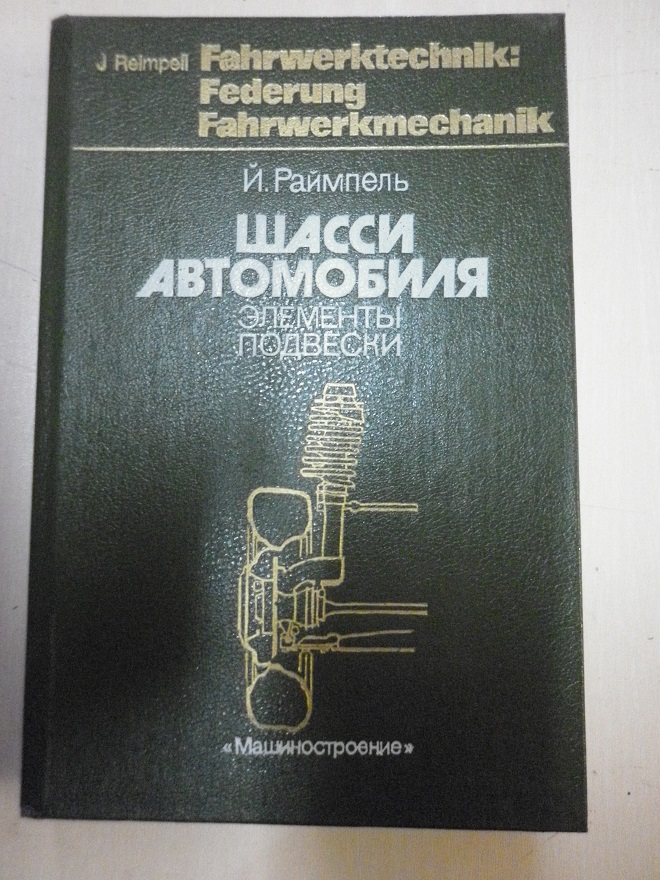 J Reimpell Fahrwerktechnik:
Federung
Fahrwerkmechanik
Й. Раймпель
ШАССИ
АВТОМОБИЛЯ
ЭЛЕМЕНТЫ
ПОДВЕСКИ
«Машиностроение»